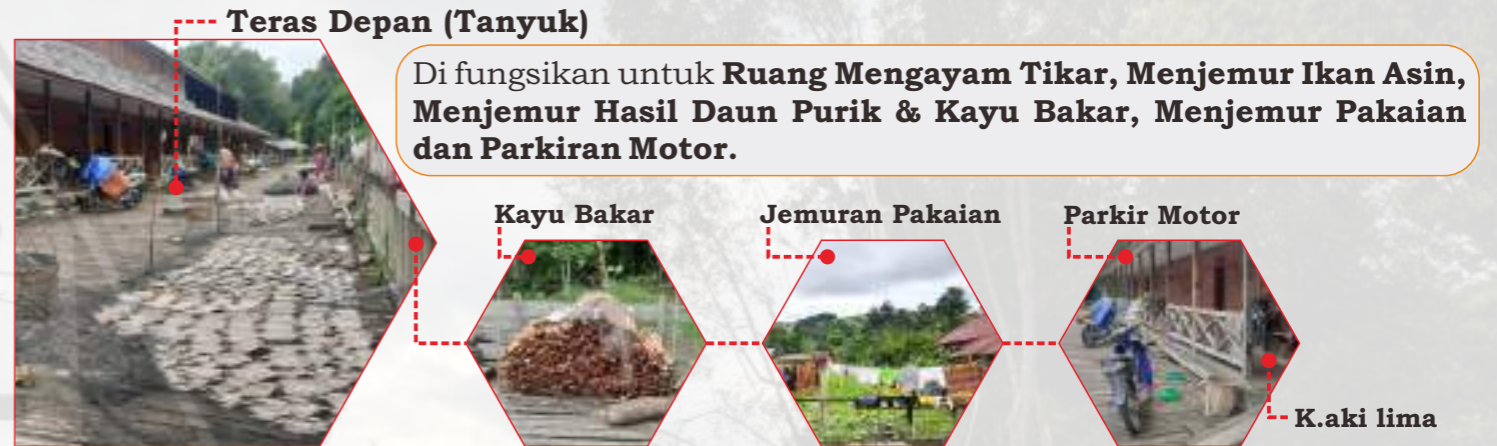 Teras Depan (Tanyuk)
Di fungsikan untuk Ruang Mengayam Tikar, Menjemur Ikan Asin,
Menjemur Hasil Daun Purik & Kayu Bakar, Menjemur Pakaian
dan Parkiran Motor.
Kayu Bakar
Jemuran Pakaian
Parkir Motor
K.aki lima